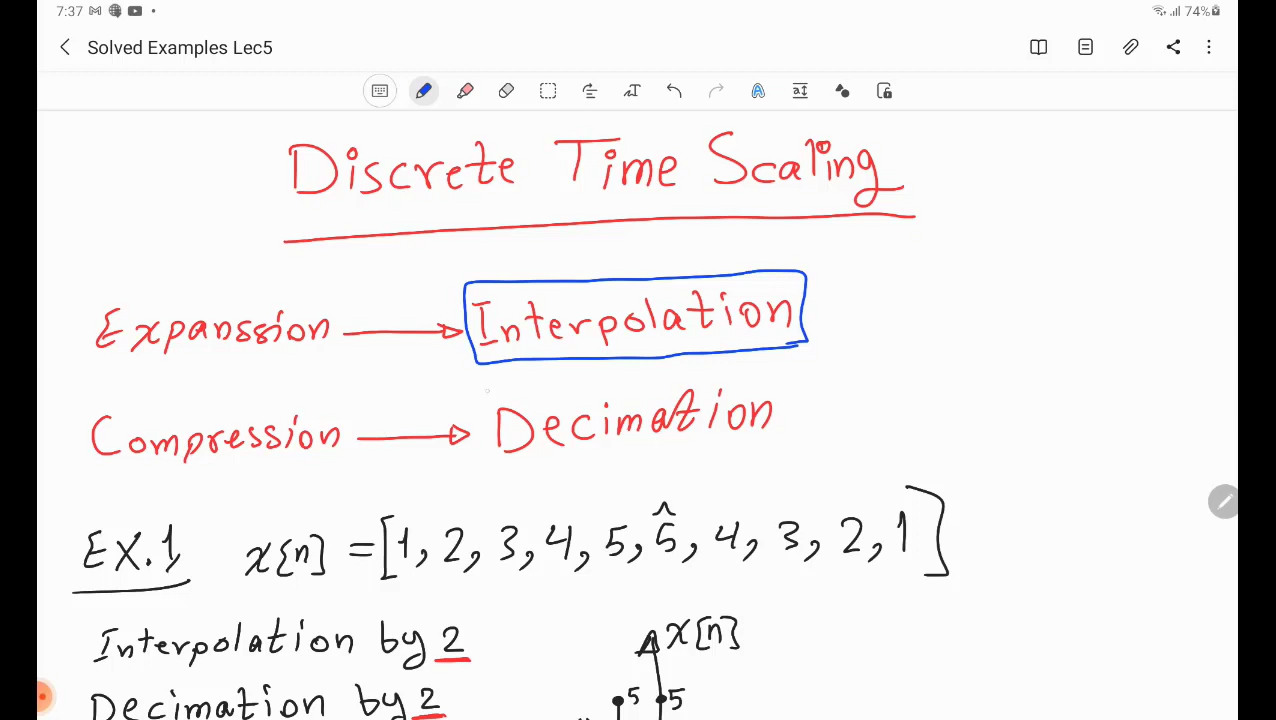 7:37 74%
Solved Examples Lec5
Discrete Time Scaling
Expanssion → Interpolation
Compression → Decimation
EX.1 x[n] = [1, 2, 3, 4, 5, 5̂, 4, 3, 2, 1]
Interpolation by 2
x[n]
Decimation by 2
5 5